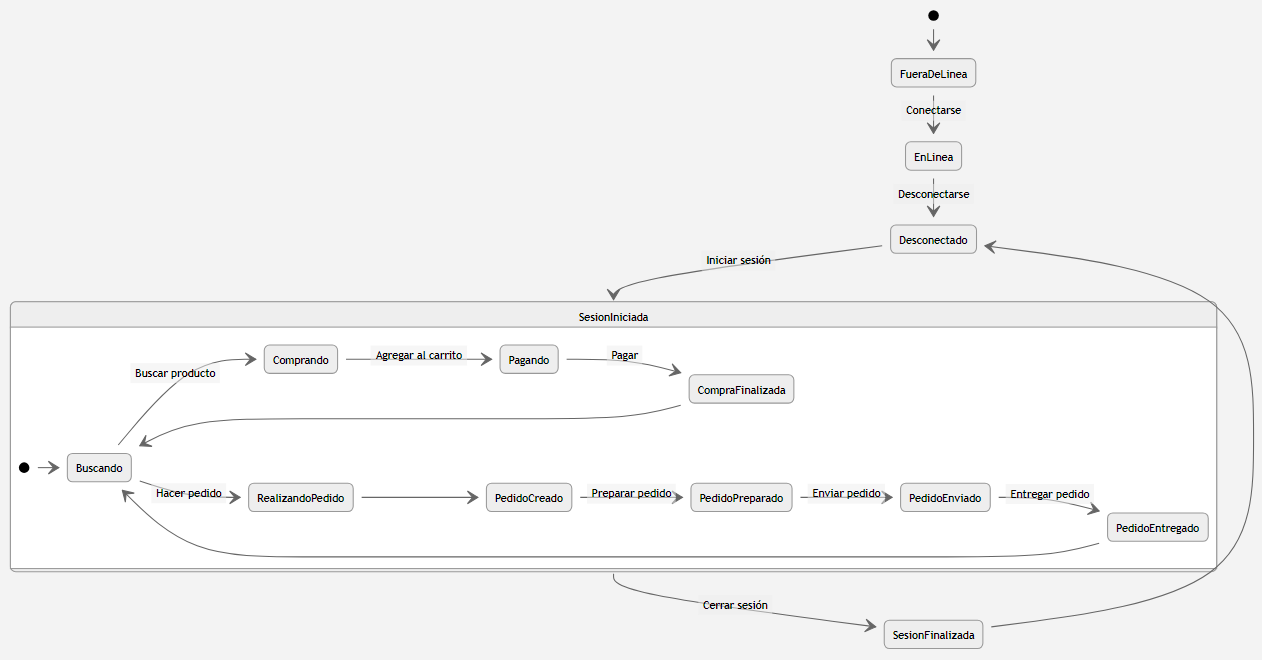 FueraDeLinea
Conectarse
EnLinea
Desconectarse
Desconectado
Iniciar sesión
SesionIniciada
Buscar producto
Comprando
Agregar al carrito
Pagando
Pagar
CompraFinalizada
Buscando
Hacer pedido
RealizandoPedido
PedidoCreado
Preparar pedido
PedidoPreparado
Enviar pedido
PedidoEnviado
Entregar pedido
PedidoEntregado
Cerrar sesión
SesionFinalizada